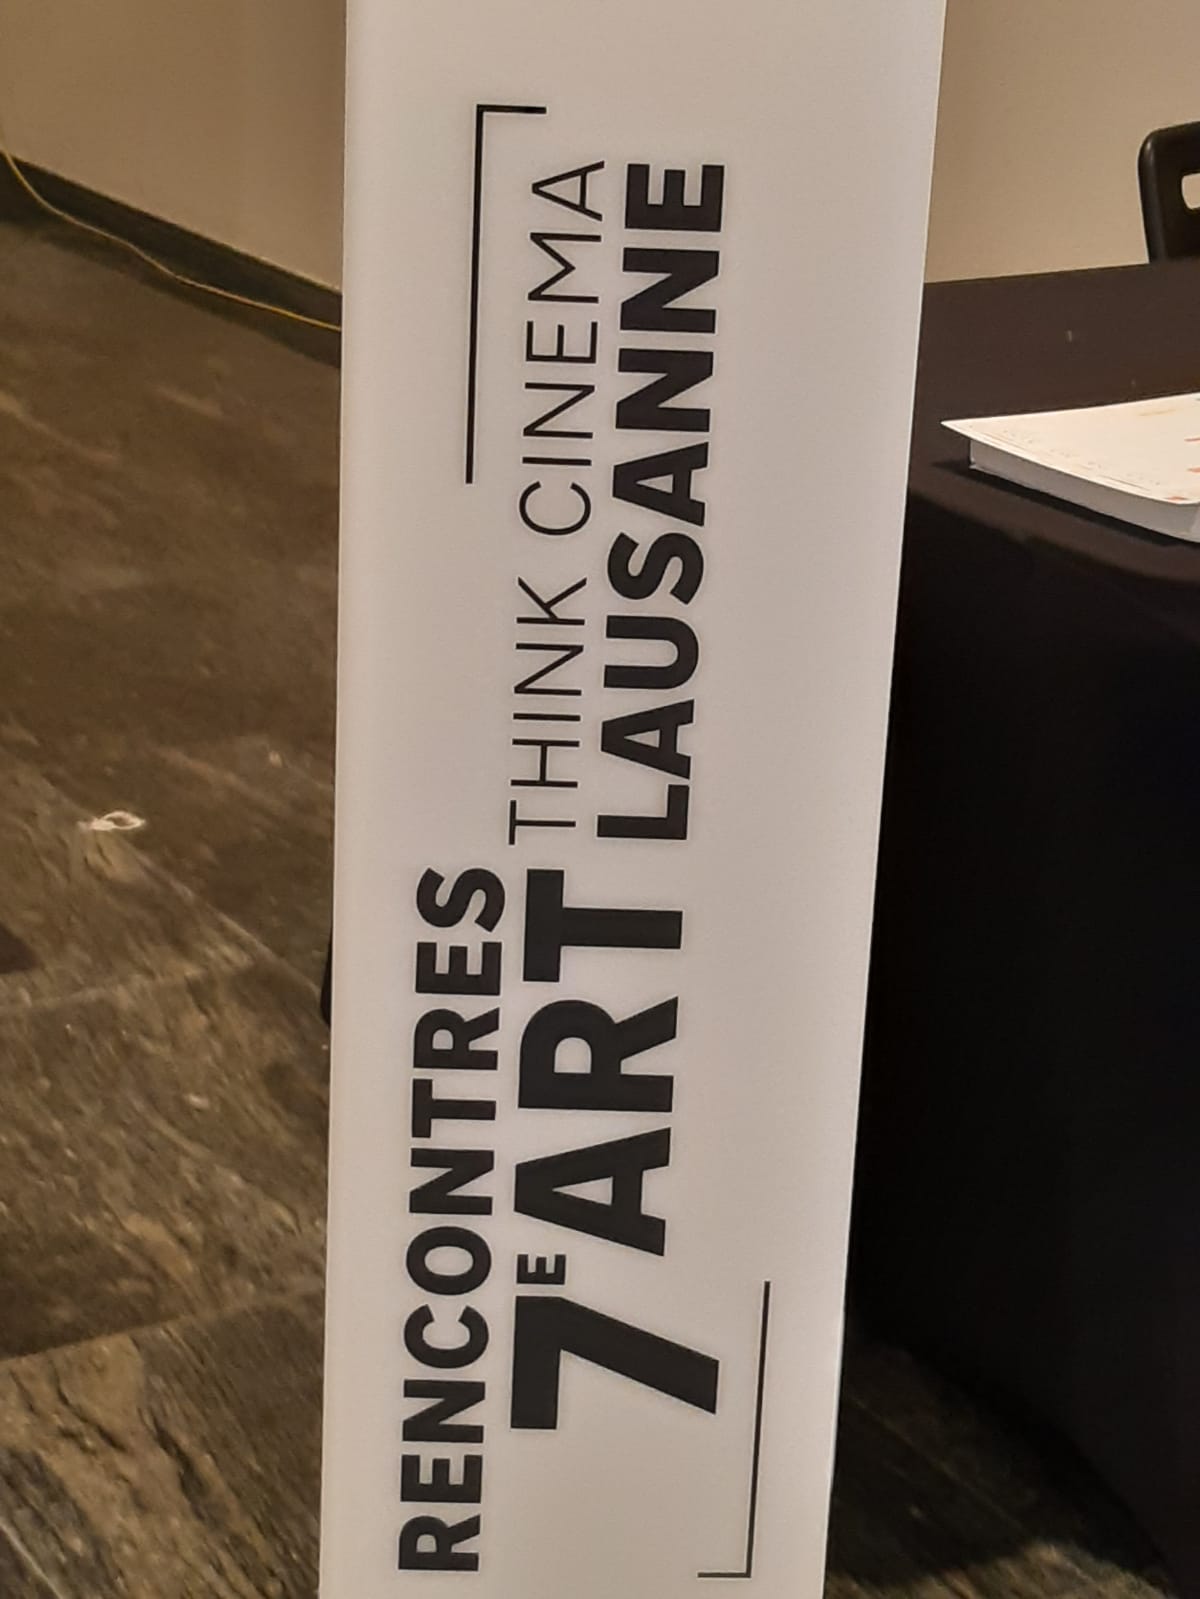 RENCONTRES
7E ART THINK CINEMA
LAUSANNE